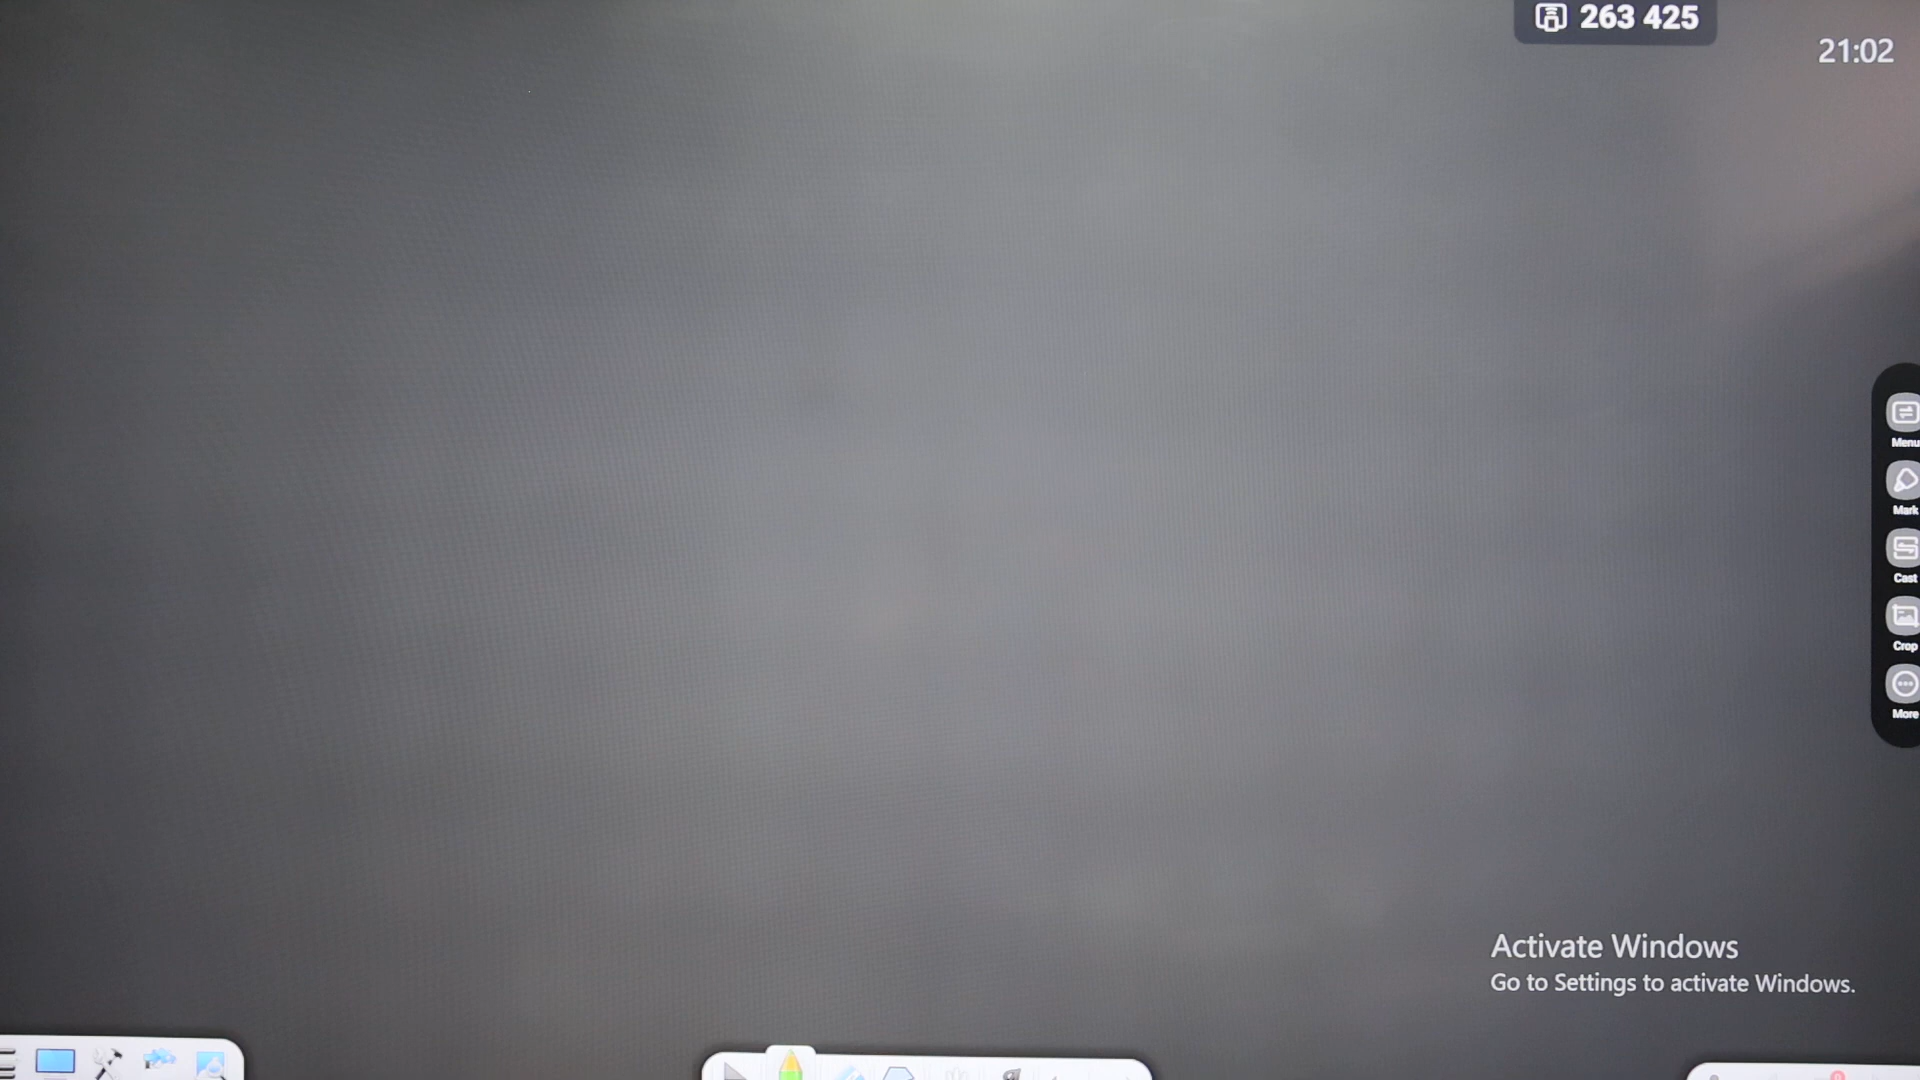 263 425
21:02
Menu
Mark
Cast
Crop
More
Activate Windows
Go to Settings to activate Windows.